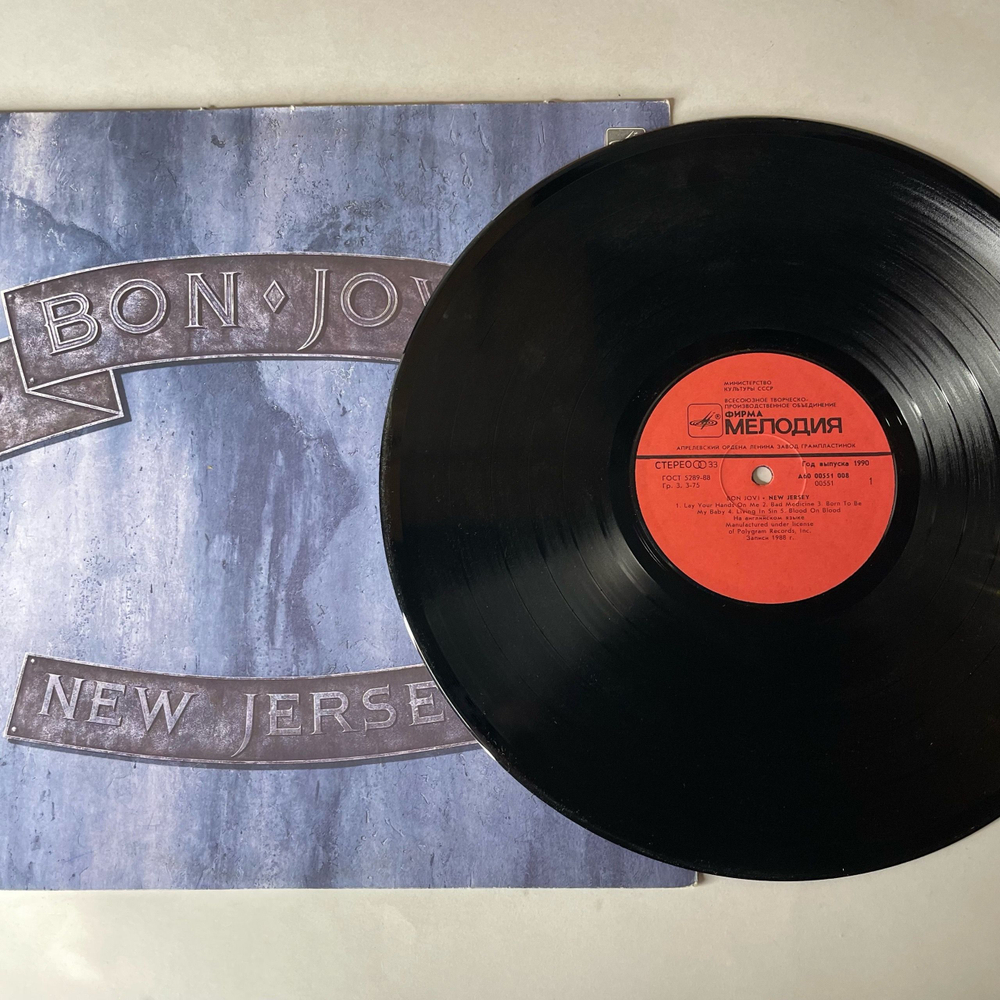 BON ♦ JOV
NEW JERSE
МИНИСТЕРСТВО
КУЛЬТУРЫ СССР
ВСЕСОЮЗНОЕ ТВОРЧЕСКО-
ПРОИЗВОДСТВЕННОЕ ОБЪЕДИНЕНИЕ
® ФИРМА
МЕЛОДИЯ
АПРЕЛЕВСКИЙ ОРДЕНА ЛЕНИНА ЗАВОД ГРАМПЛАСТИНОК
СТЕРЕО 33 Год выпуска 1990
ГОСТ 5289-88 А60 00551 008
Гр. 3. 3-75 00551 1
BON JOVI • NEW JERSEY
1. Lay Your Hands On Me 2. Bad Medicine 3. Born To Be
My Baby 4. Living In Sin 5. Blood On Blood
На английском языке
Manufactured under license
of Polygram Records, Inc.
Запись 1988 г.